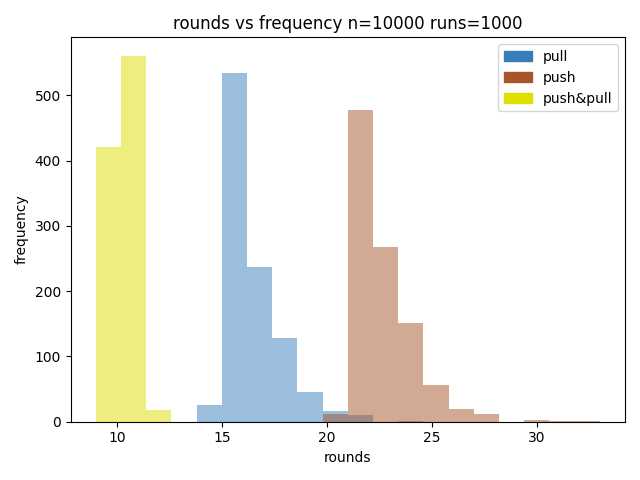 rounds vs frequency n=10000 runs=1000
pull
push
push&pull
frequency
500
400
300
200
100
0
10 15 20 25 30
rounds